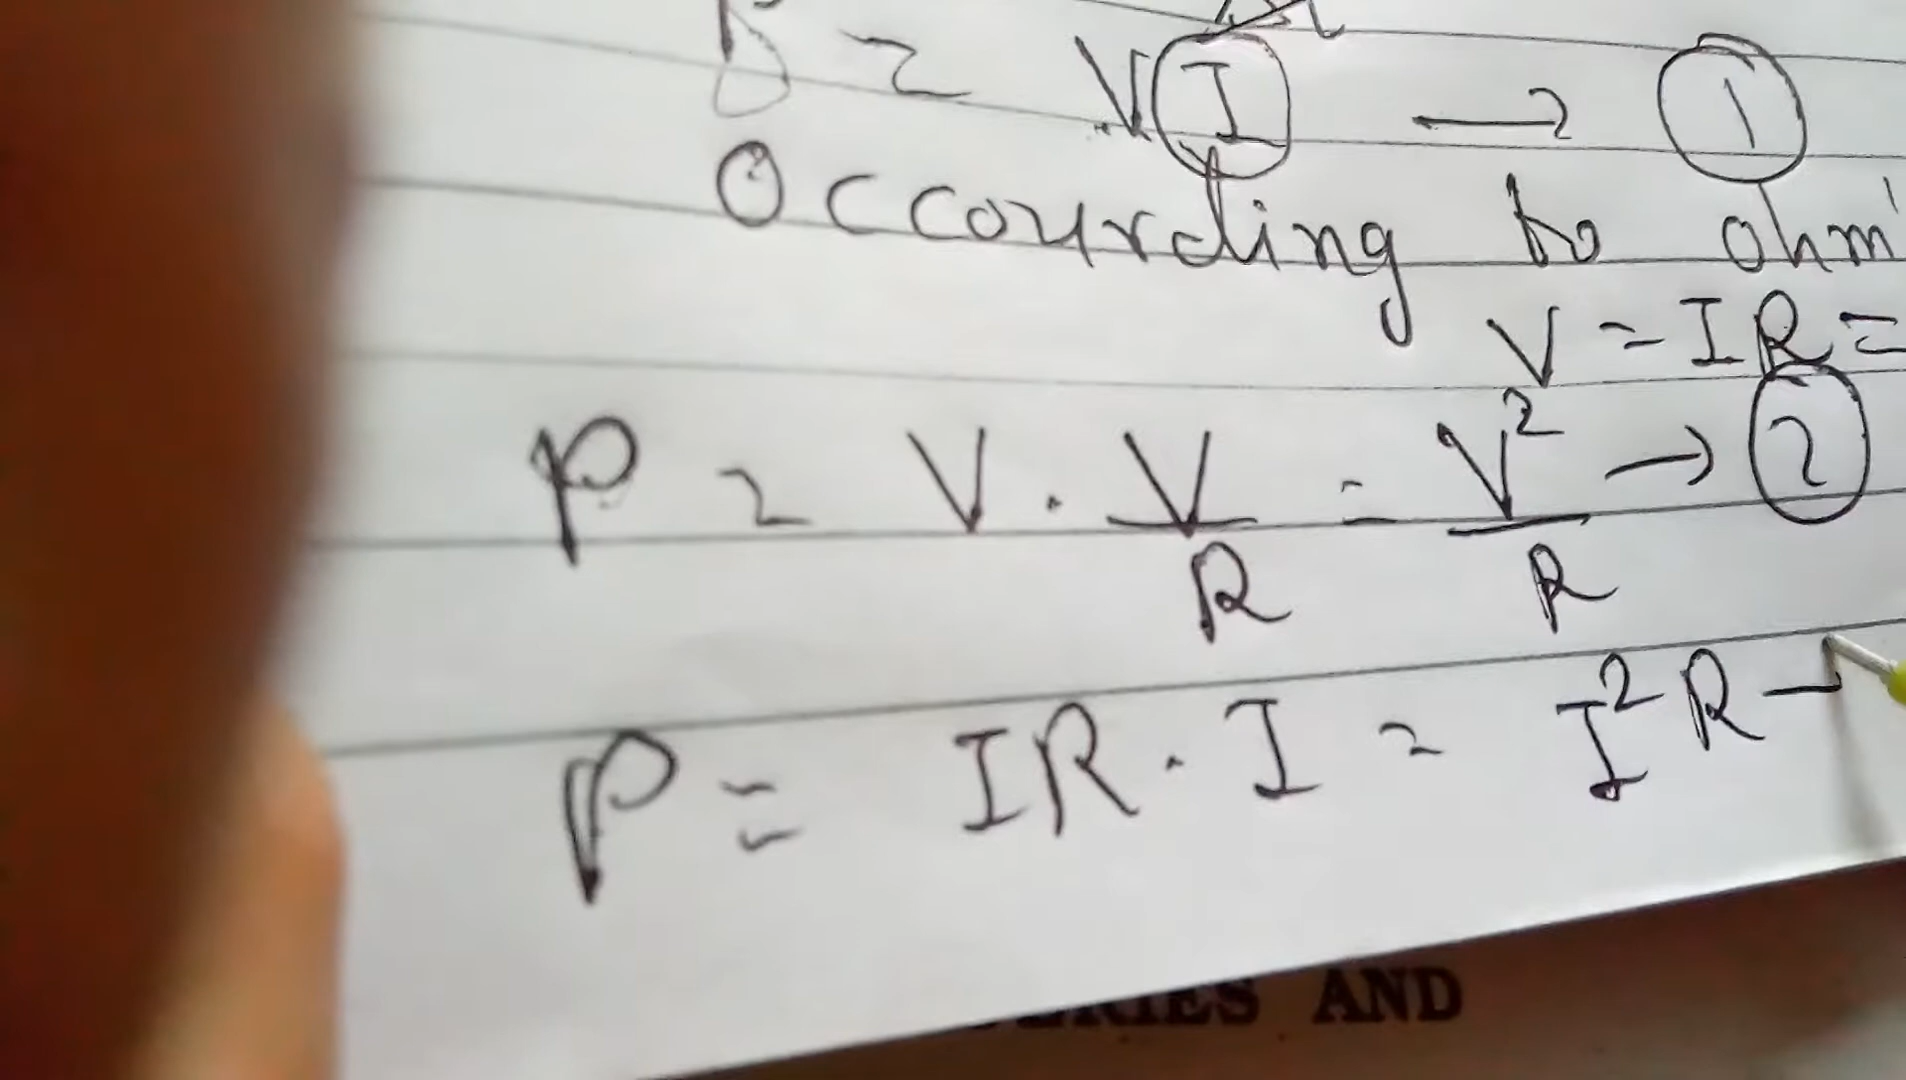 P = VI → 1
Occourding to ohm'
V = IR =
P = V . V/R = V²/R → 2
P = IR . I = I²R -
AND